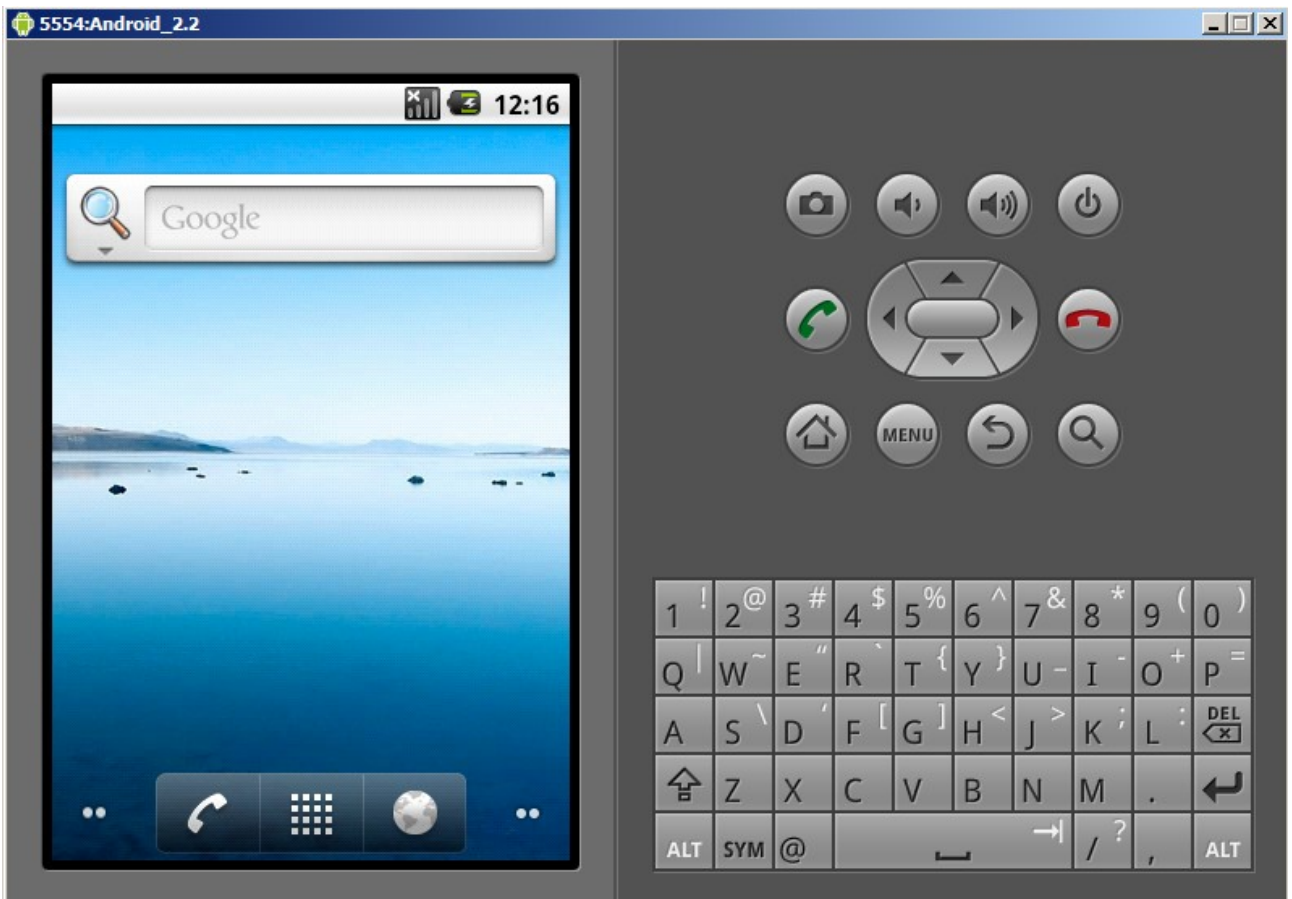 5554:Android_2.2
12:16
Google
MENU
1 ! 2 @ 3 # 4 $ 5 % 6 ^ 7 & 8 * 9 ( 0 )
Q | W ~ E " R ` T { Y } U _ I - O + P =
A S \ D ' F [ G ] H < J > K ; L : DEL
Z X C V B N M .
ALT SYM @ / ? , ALT